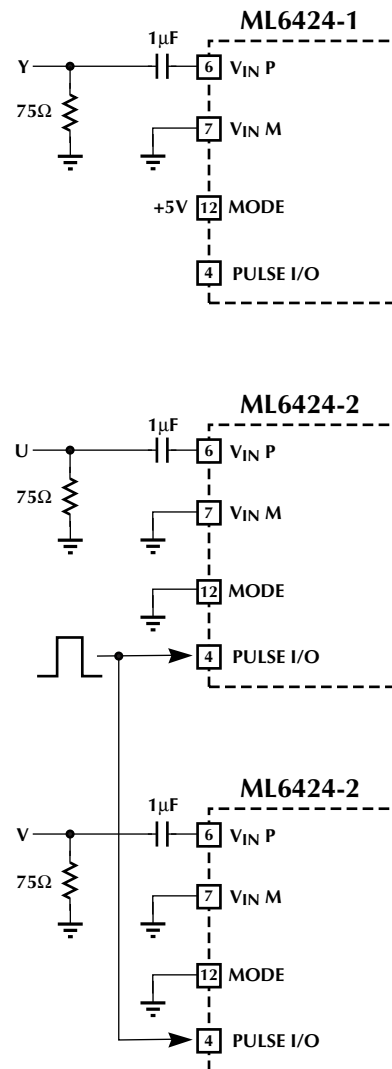 ML6424-1
1µF
Y
6 VIN P
75Ω
7 VIN M
+5V 12 MODE
4 PULSE I/O
ML6424-2
1µF
U
6 VIN P
75Ω
7 VIN M
12 MODE
4 PULSE I/O
ML6424-2
1µF
V
6 VIN P
75Ω
7 VIN M
12 MODE
4 PULSE I/O